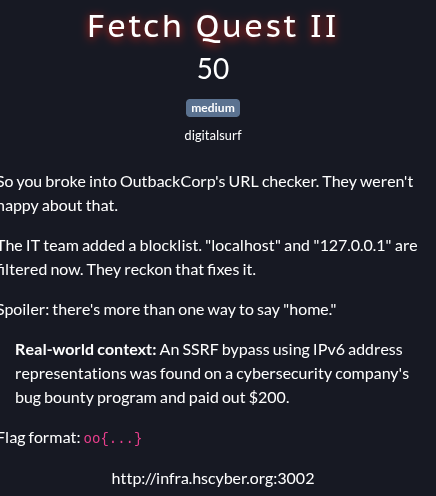 Fetch Quest II
50
medium
digitalsurf
So you broke into OutbackCorp's URL checker. They weren't
happy about that.
The IT team added a blocklist. "localhost" and "127.0.0.1" are
filtered now. They reckon that fixes it.
Spoiler: there's more than one way to say "home."
Real-world context: An SSRF bypass using IPv6 address
representations was found on a cybersecurity company's
bug bounty program and paid out $200.
Flag format: oo{...}
http://infra.hscyber.org:3002